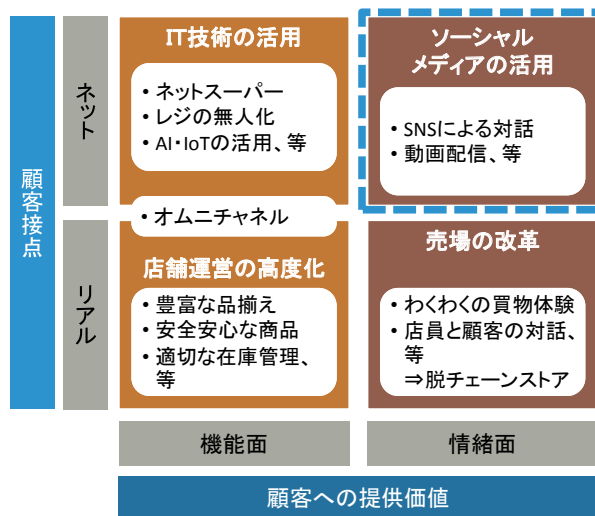 顧客接点
ネット
リアル
IT技術の活用
• ネットスーパー
• レジの無人化
• AI・IoTの活用、等
ソーシャル
メディアの活用
• SNSによる対話
• 動画配信、等
• オムニチャネル
店舗運営の高度化
• 豊富な品揃え
• 安全安心な商品
• 適切な在庫管理、
等
売場の改革
• わくわくの買物体験
• 店員と顧客の対話、
等
⇒脱チェーンストア
機能面
情緒面
顧客への提供価値